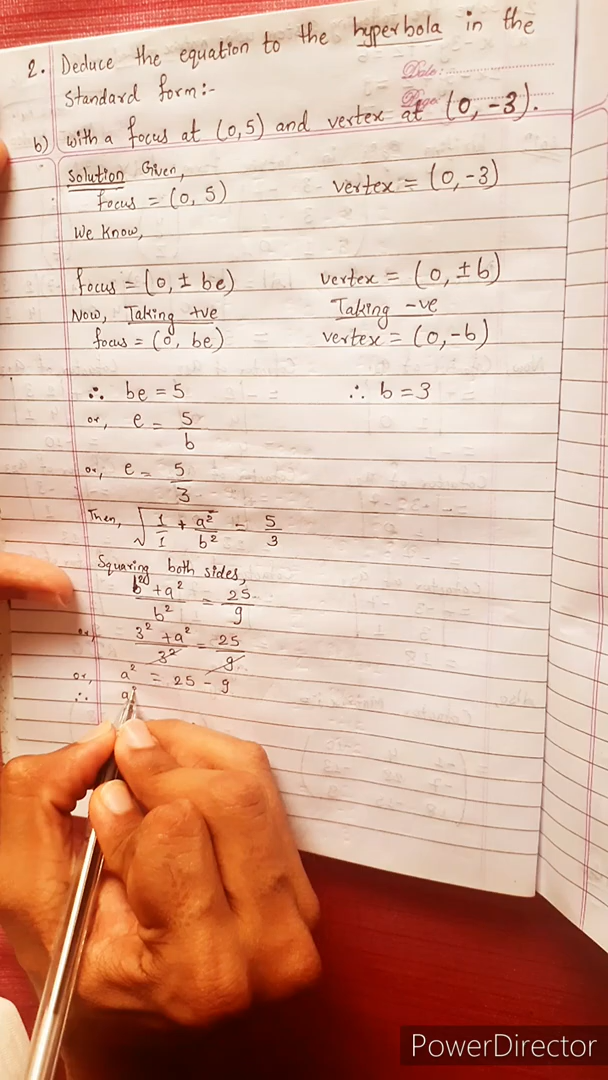 2. Deduce the equation to the hyperbola in the
Date:
standard form:-
Page:
b) with a focus at (0,5) and vertex at (0,-3).
Solution Given,
focus = (0, 5) vertex = (0,-3)
We know,
focus = (0, ± be) vertex = (0, ±b)
Now, Taking +ve Taking -ve
focus = (0, be) vertex = (0,-b)
∴ be = 5 ∴ b = 3
or, e = 5/b
or, e = 5/3
Then, √(1/1 + a²/b²) = 5/3
Squaring both sides,
(b² + a²)/b² = 25/9
or, (3² + a²)/3² = 25/9
or, a² = 25 - 9
∴ a²
PowerDirector